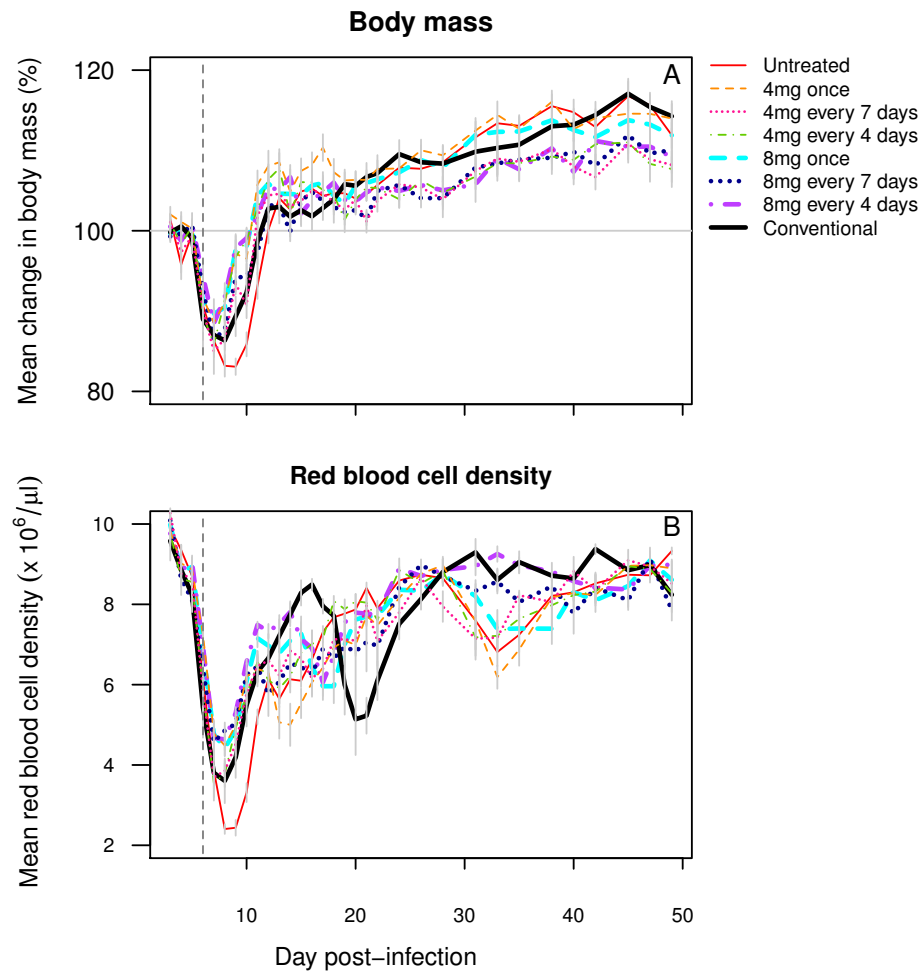 Body mass
Mean change in body mass (%)
120
100
80
A
Untreated
4mg once
4mg every 7 days
4mg every 4 days
8mg once
8mg every 7 days
8mg every 4 days
Conventional
Red blood cell density
Mean red blood cell density (x 10⁶/μl)
10
8
6
4
2
B
10 20 30 40 50
Day post−infection